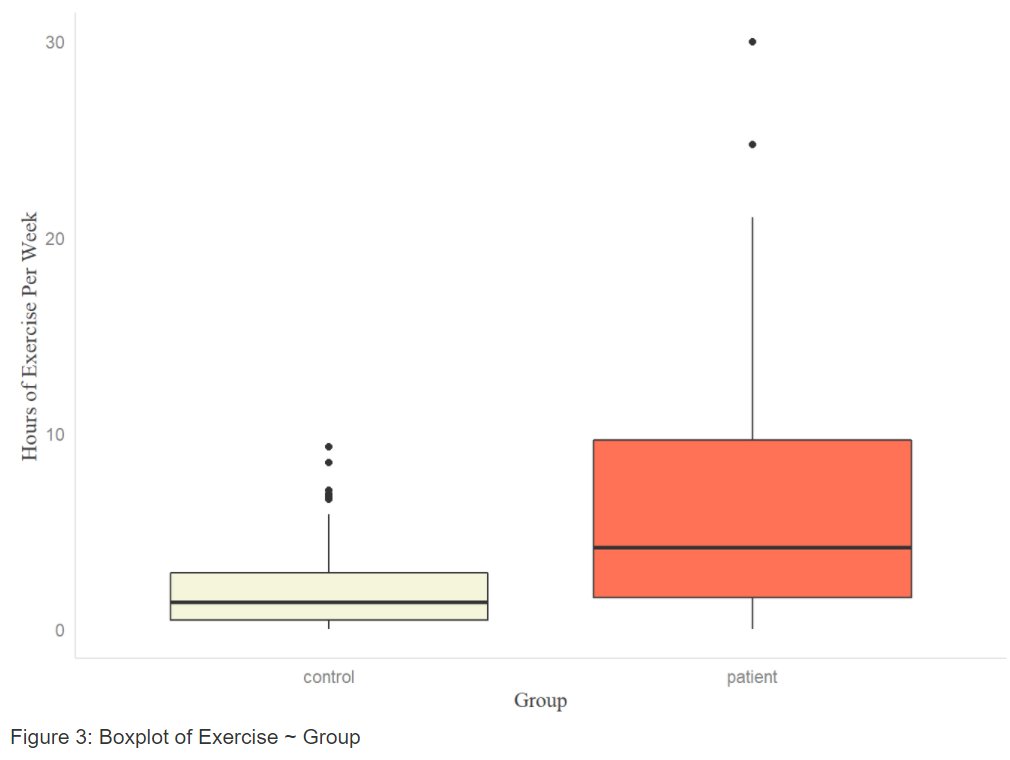 30
20
10
0
Hours of Exercise Per Week
control
patient
Group
Figure 3: Boxplot of Exercise ~ Group